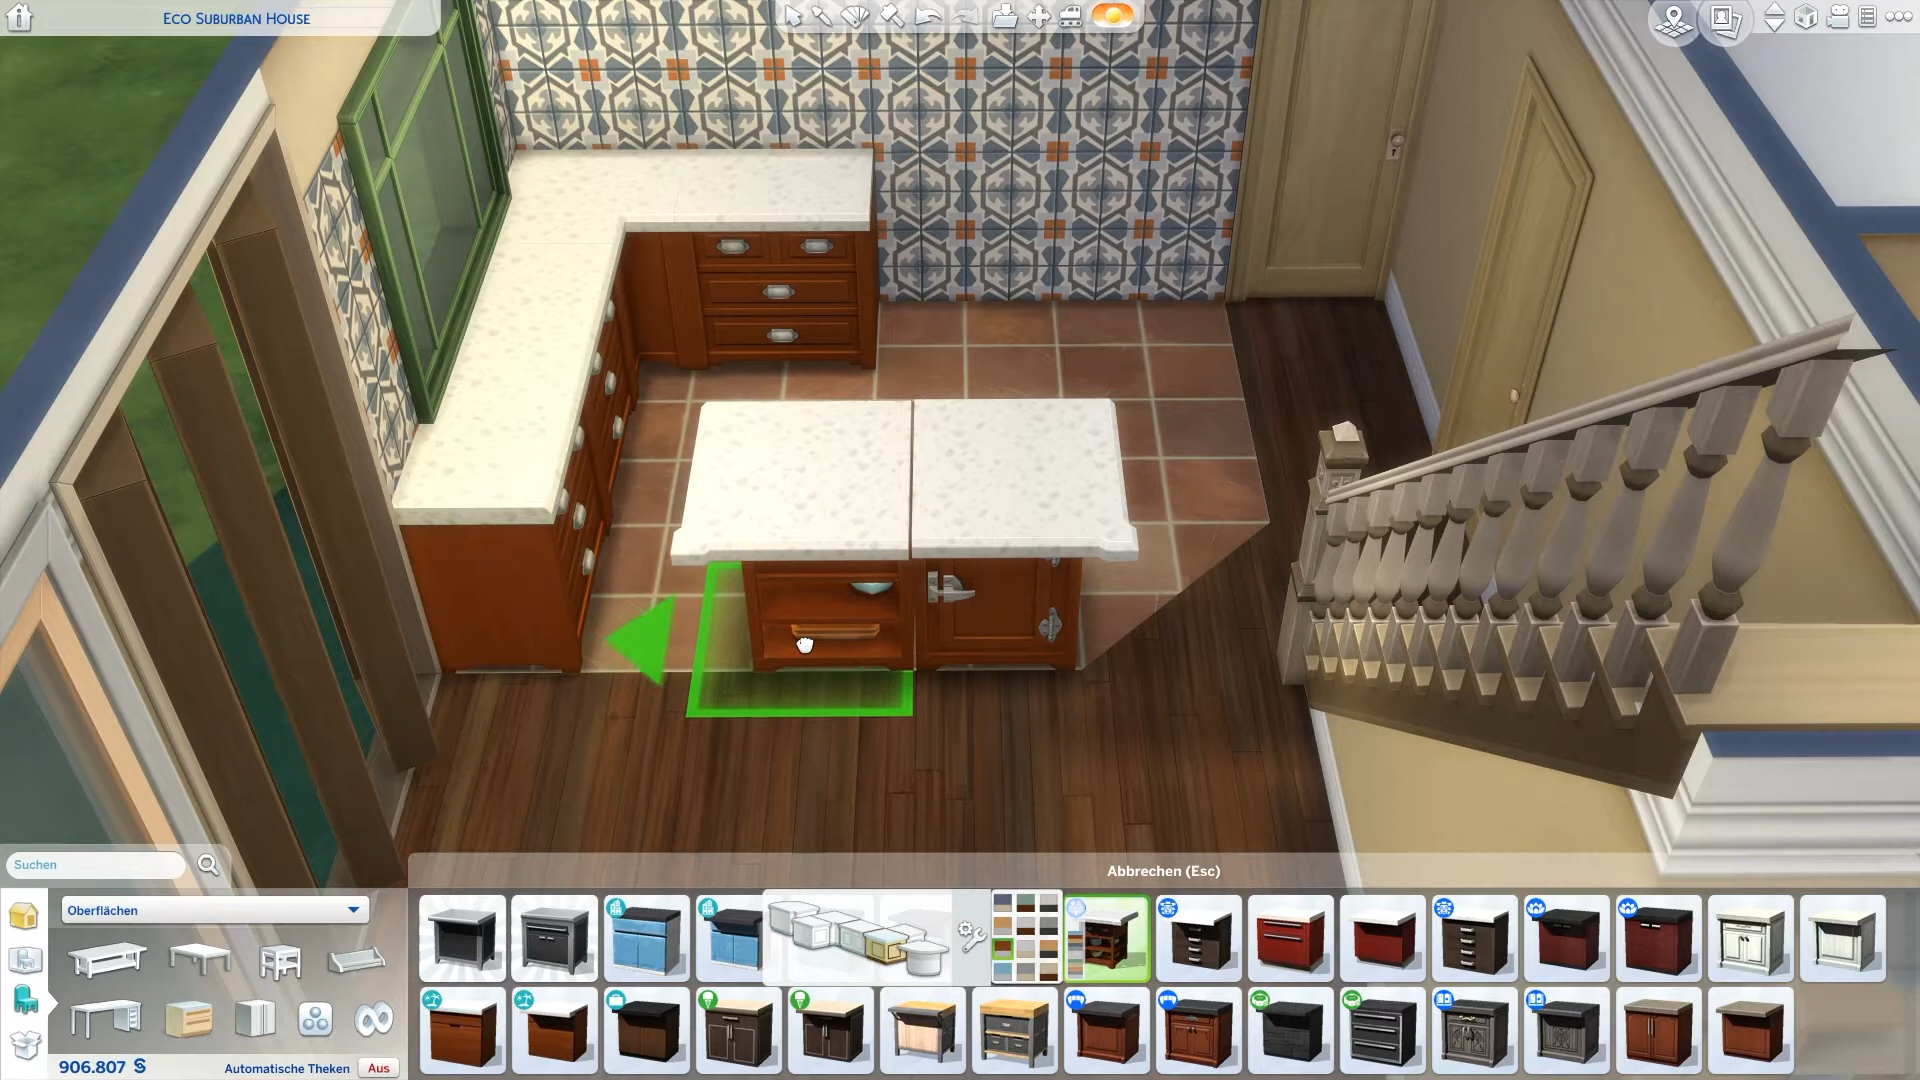 Eco Suburban House
Abbrechen (Esc)
Suchen
Oberflächen
906.807 S
Automatische Theken
Aus